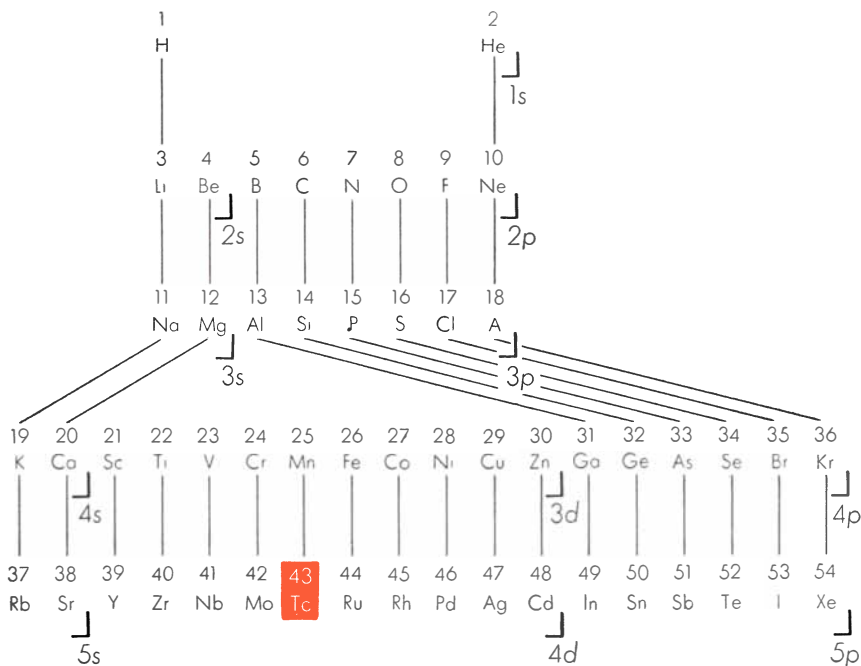 1 2
H He
1s
3 4 5 6 7 8 9 10
Li Be B C N O F Ne
2s 2p
11 12 13 14 15 16 17 18
Na Mg Al Si P S Cl A
3s 3p
19 20 21 22 23 24 25 26 27 28 29 30 31 32 33 34 35 36
K Ca Sc Ti V Cr Mn Fe Co Ni Cu Zn Ga Ge As Se Br Kr
4s 3d 4p
37 38 39 40 41 42 43 44 45 46 47 48 49 50 51 52 53 54
Rb Sr Y Zr Nb Mo Tc Ru Rh Pd Ag Cd In Sn Sb Te I Xe
5s 4d 5p